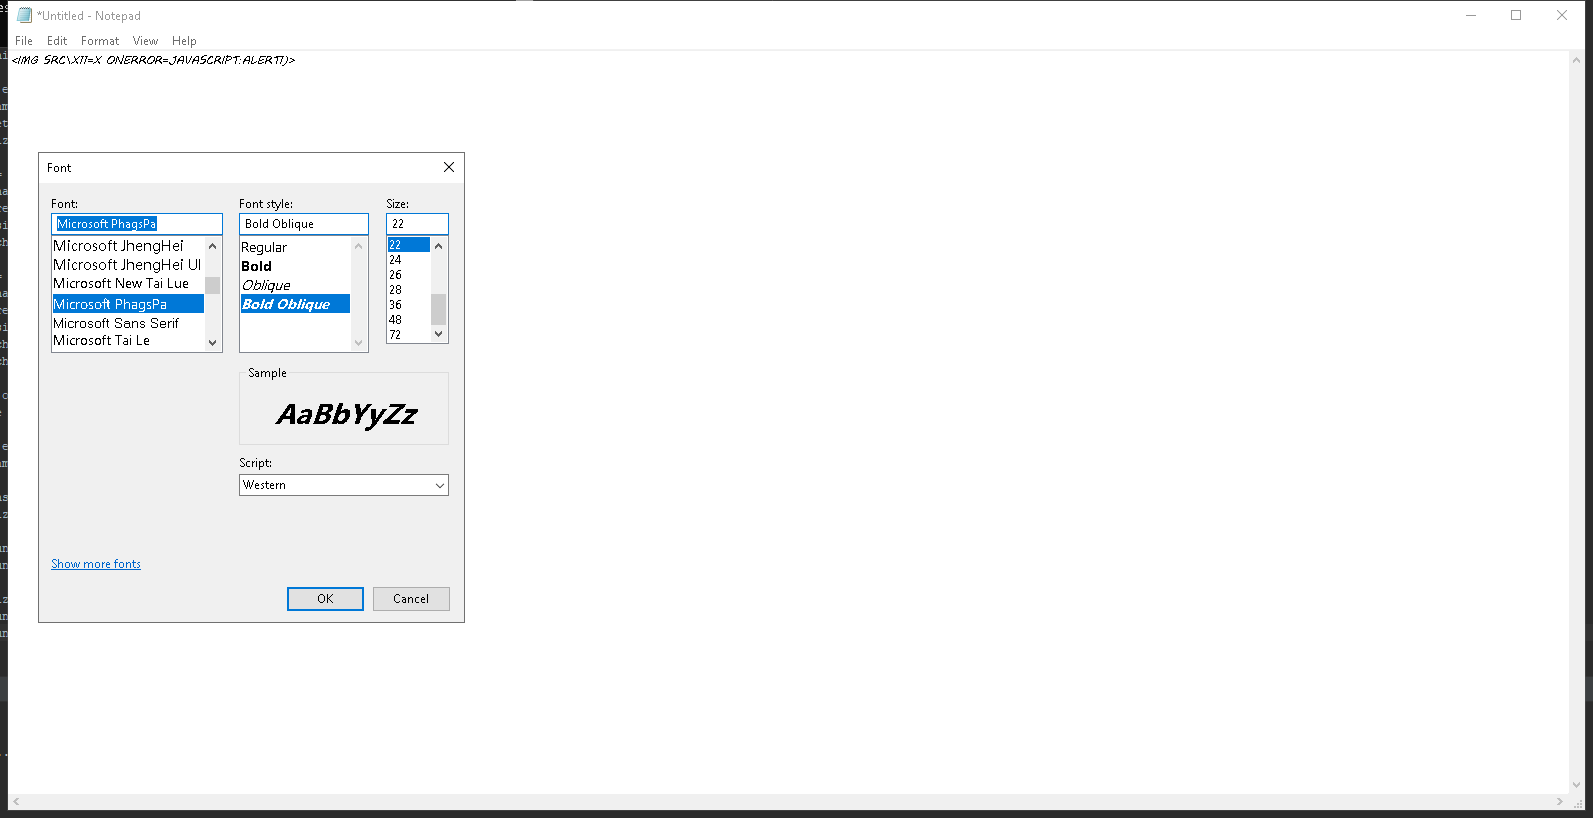 *Untitled - Notepad
File Edit Format View Help
<IMG SRC\X11=X ONERROR=JAVASCRIPT:ALERT1)>
Font
Font: Font style: Size:
Microsoft PhagsPa Bold Oblique 22
Microsoft JhengHei Regular 22
Microsoft JhengHei UI Bold 24
Microsoft New Tai Lue Oblique 26
Microsoft PhagsPa Bold Oblique 28
Microsoft Sans Serif 36
Microsoft Tai Le 48
72
Sample
AaBbYyZz
Script:
Western
Show more fonts
OK Cancel